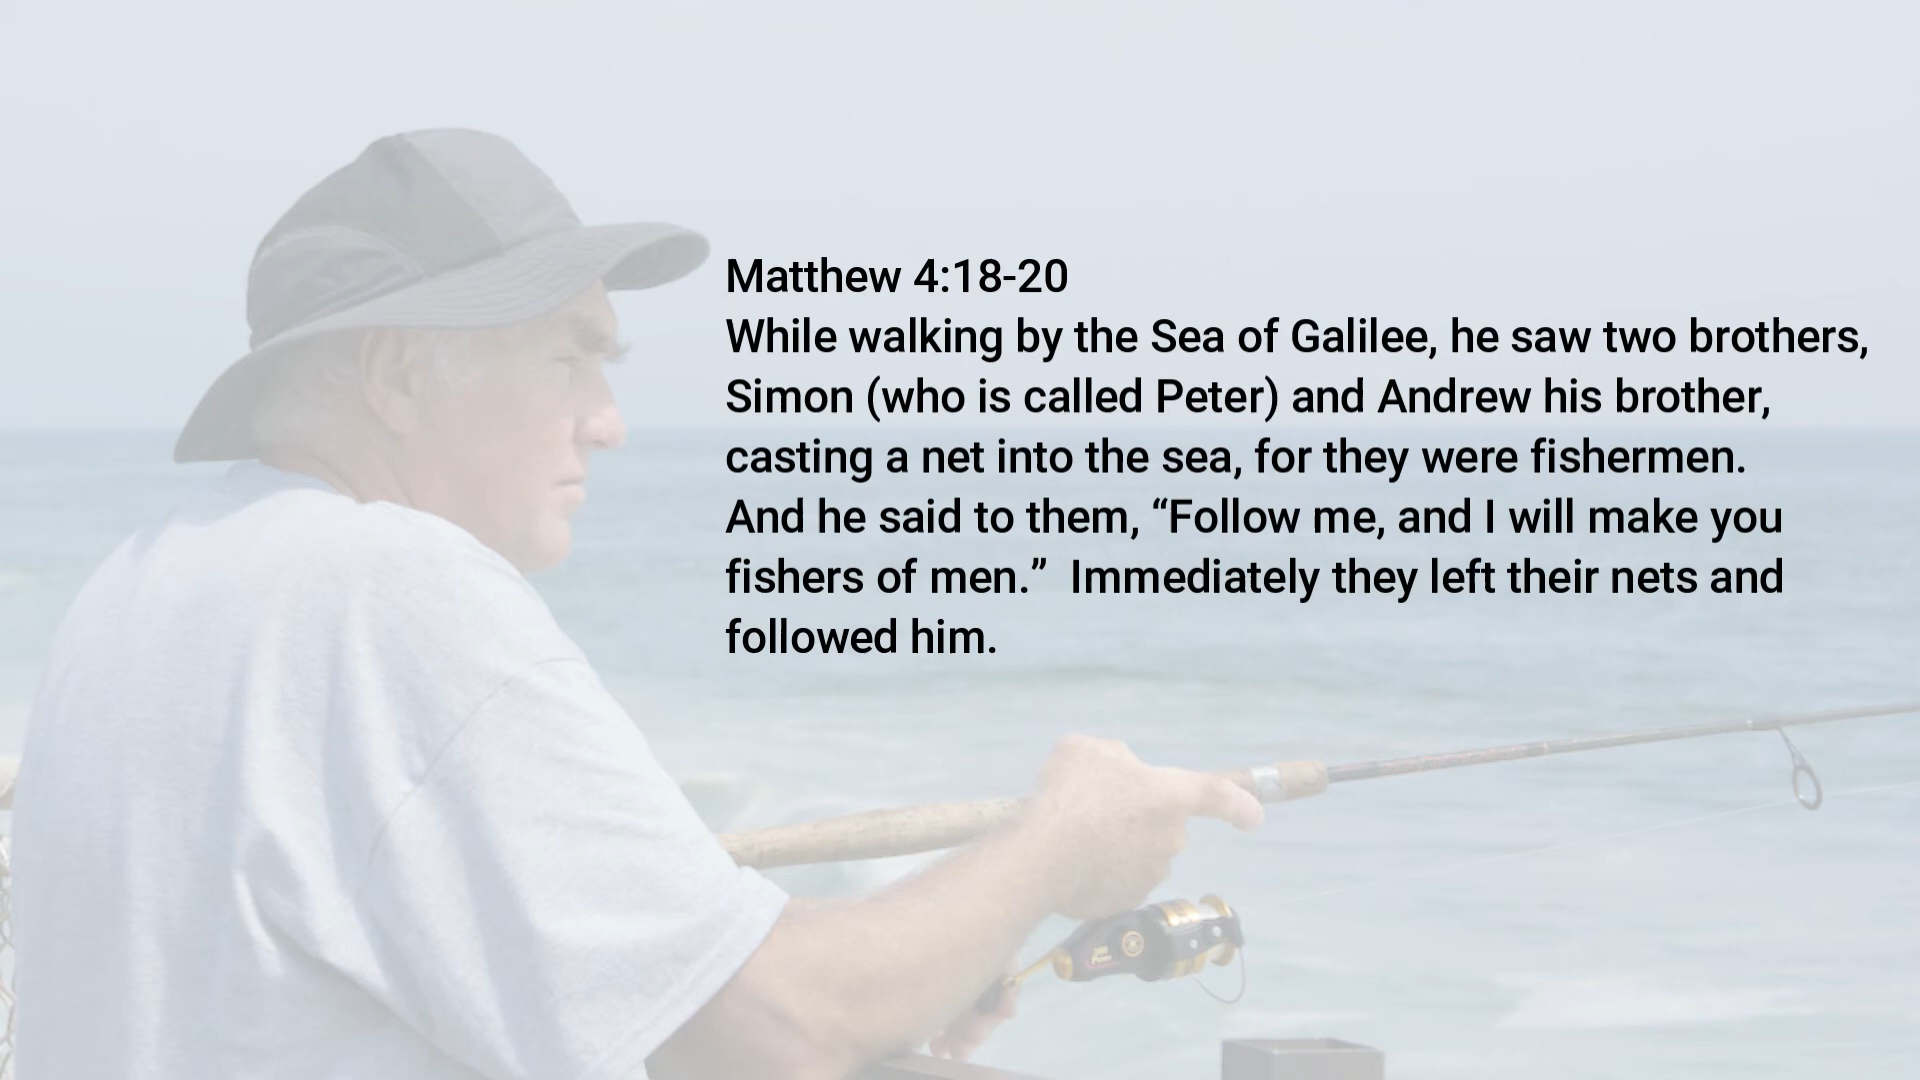 Matthew 4:18-20
While walking by the Sea of Galilee, he saw two brothers,
Simon (who is called Peter) and Andrew his brother,
casting a net into the sea, for they were fishermen.
And he said to them, “Follow me, and I will make you
fishers of men.”  Immediately they left their nets and
followed him.